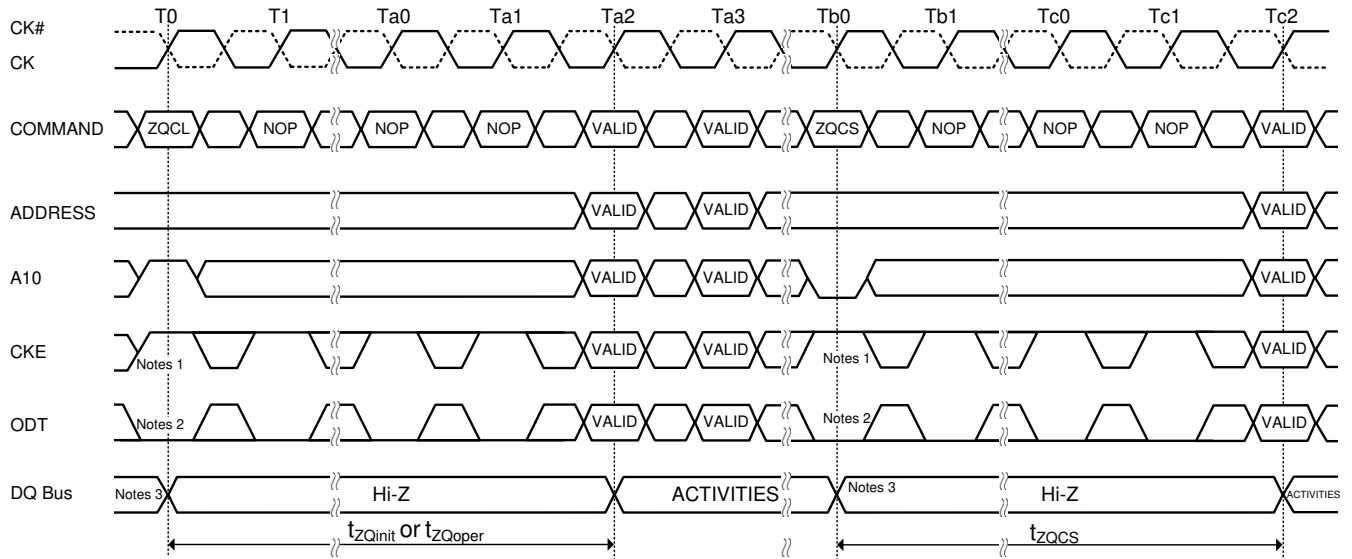 T0 T1 Ta0 Ta1 Ta2 Ta3 Tb0 Tb1 Tc0 Tc1 Tc2
CK#
CK
COMMAND ZQCL NOP NOP NOP VALID VALID ZQCS NOP NOP NOP VALID
ADDRESS VALID VALID VALID
A10 VALID VALID VALID
CKE Notes 1 VALID VALID Notes 1 VALID
ODT Notes 2 VALID VALID Notes 2 VALID
DQ Bus Notes 3 Hi-Z ACTIVITIES Notes 3 Hi-Z ACTIVITIES
tZQinit or tZQoper tZQCS